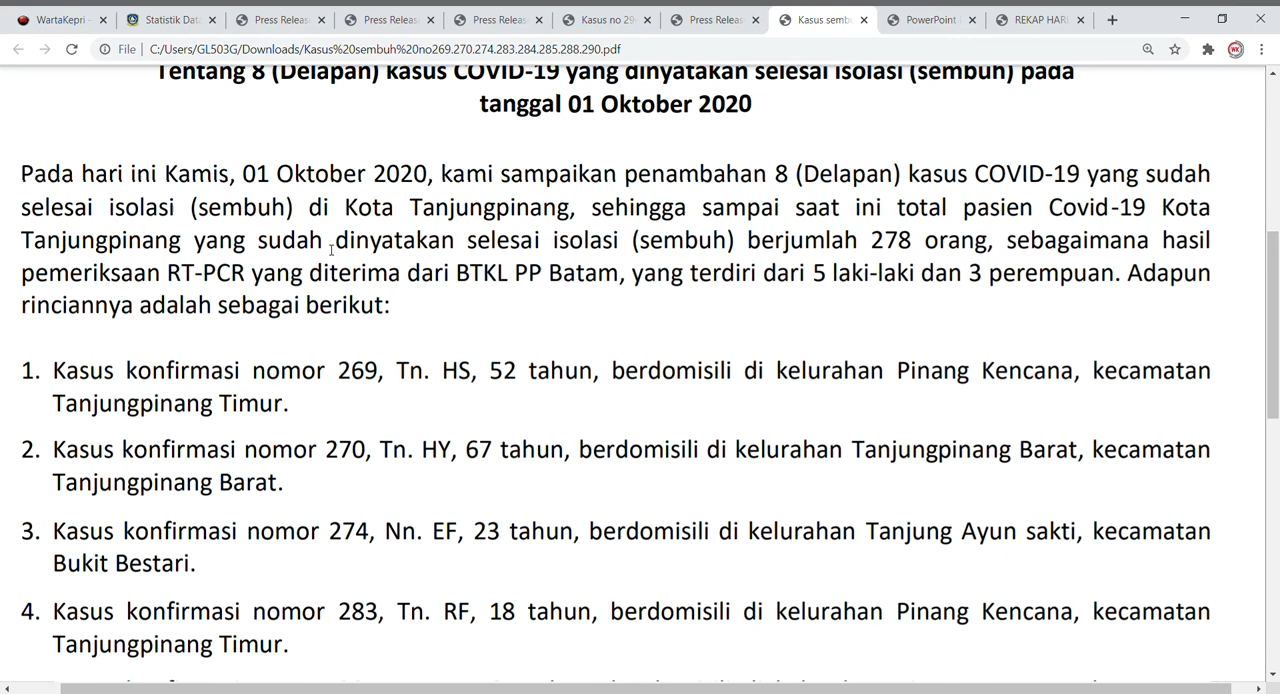 WartaKepri -
Statistik Dat
Press Releas
Press Releas
Press Releas
Kasus no 29
Press Releas
Kasus semb
PowerPoint
REKAP HARI
File | C:/Users/GL503G/Downloads/Kasus%20sembuh%20no269.270.274.283.284.285.288.290.pdf
Tentang 8 (Delapan) kasus COVID-19 yang dinyatakan selesai isolasi (sembuh) pada
tanggal 01 Oktober 2020
Pada hari ini Kamis, 01 Oktober 2020, kami sampaikan penambahan 8 (Delapan) kasus COVID-19 yang sudah
selesai isolasi (sembuh) di Kota Tanjungpinang, sehingga sampai saat ini total pasien Covid-19 Kota
Tanjungpinang yang sudah dinyatakan selesai isolasi (sembuh) berjumlah 278 orang, sebagaimana hasil
pemeriksaan RT-PCR yang diterima dari BTKL PP Batam, yang terdiri dari 5 laki-laki dan 3 perempuan. Adapun
rinciannya adalah sebagai berikut:
1. Kasus konfirmasi nomor 269, Tn. HS, 52 tahun, berdomisili di kelurahan Pinang Kencana, kecamatan
Tanjungpinang Timur.
2. Kasus konfirmasi nomor 270, Tn. HY, 67 tahun, berdomisili di kelurahan Tanjungpinang Barat, kecamatan
Tanjungpinang Barat.
3. Kasus konfirmasi nomor 274, Nn. EF, 23 tahun, berdomisili di kelurahan Tanjung Ayun sakti, kecamatan
Bukit Bestari.
4. Kasus konfirmasi nomor 283, Tn. RF, 18 tahun, berdomisili di kelurahan Pinang Kencana, kecamatan
Tanjungpinang Timur.